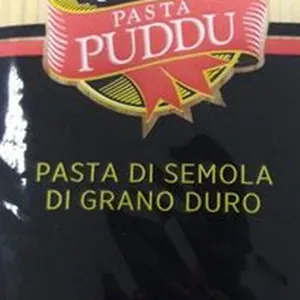 PASTA
PUDDU
PASTA DI SEMOLA
DI GRANO DURO